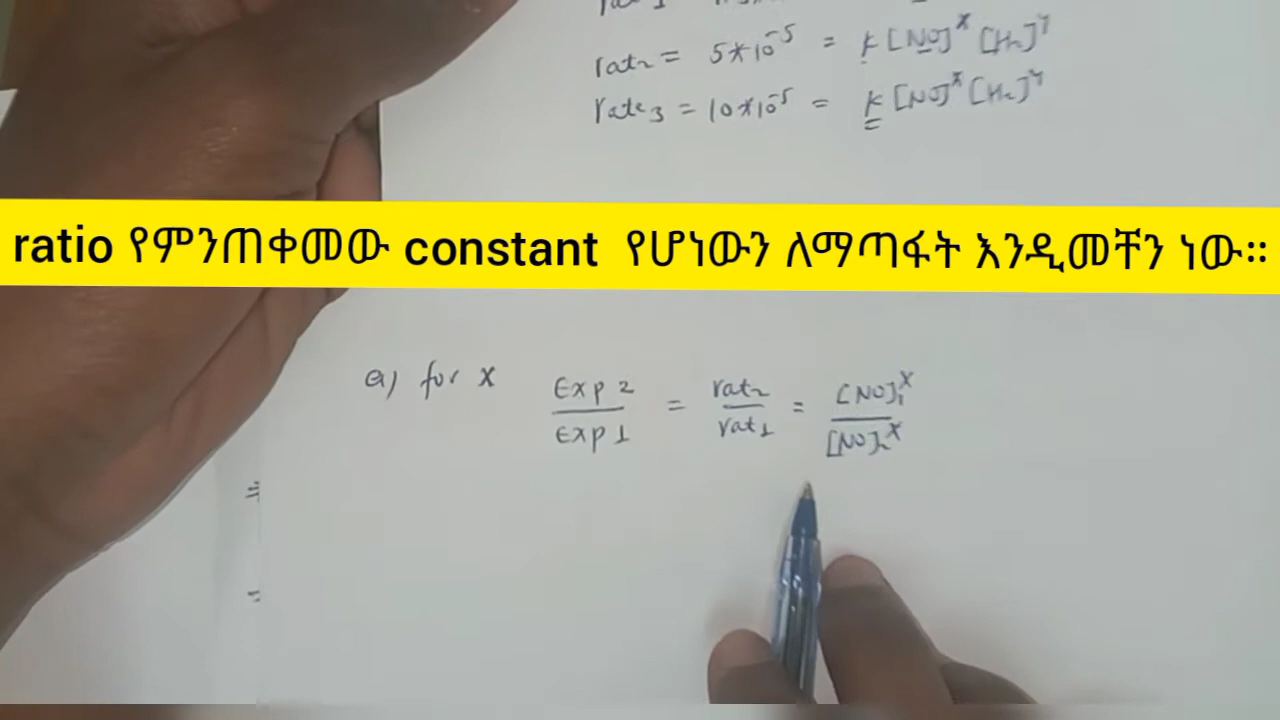 rat₂ = 5*10⁻⁵ = k[NO]ˣ [H₂]ʸ
rate₃ = 10*10⁻⁵ = k [NO]ˣ [H₂]ʸ
ratio የምንጠቀመው constant የሆነውን ለማጣፋት እንዲመቸን ነው።
a) for x Exp 2 / exp 1 = rat₂ / rat₁ = [NO]₁ˣ / [NO]₂ˣ